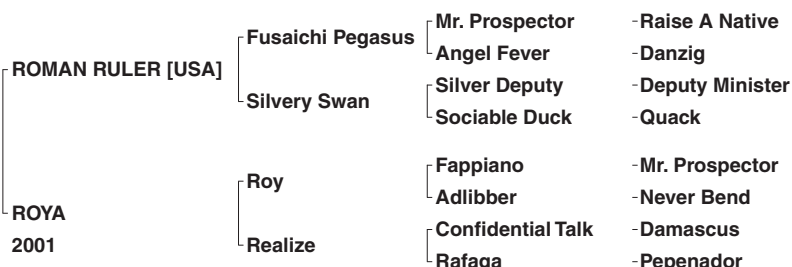 Mr. Prospector -Raise A Native
Fusaichi Pegasus
Angel Fever -Danzig
ROMAN RULER [USA]
Silver Deputy -Deputy Minister
Silvery Swan
Sociable Duck -Quack
Fappiano -Mr. Prospector
Roy
Adlibber -Never Bend
ROYA
Confidential Talk -Damascus
2001 Realize
Rafaga -Pepenador